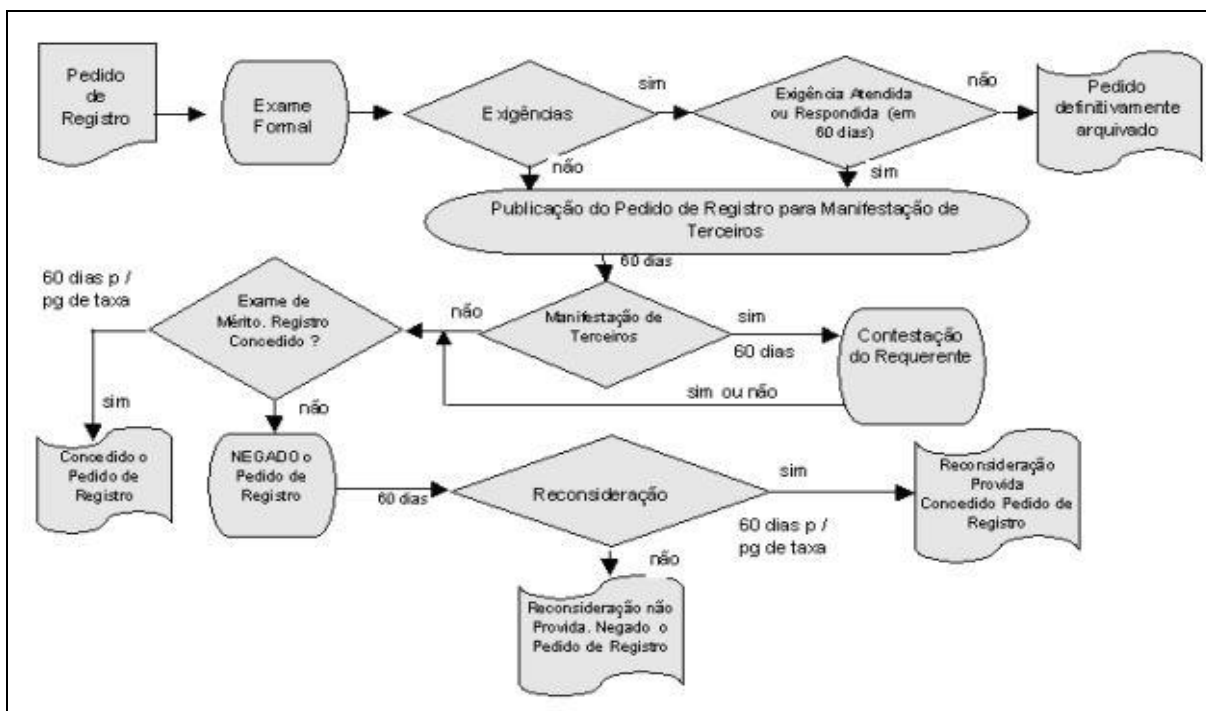 Pedido
de
Registro
Exame
Formal
Exigências
sim
Exigência Atendida
ou Respondida (em
60 dias)
não
Pedido
definitivamente
arquivado
não
sim
Publicação do Pedido de Registro para Manifestação de
Terceiros
60 dias
60 dias p /
pg de taxa
Exame de
Mérito. Registro
Concedido ?
não
Manifestação de
Terceiros
sim
60 dias
Contestação
do Requerente
sim ou não
sim
não
Concedido o
Pedido de
Registro
NEGADO o
Pedido de
Registro
60 dias
Reconsideração
sim
60 dias p /
pg de taxa
Reconsideração
Provida
Concedido Pedido de
Registro
não
Reconsideração não
Provida. Negado o
Pedido de Registro